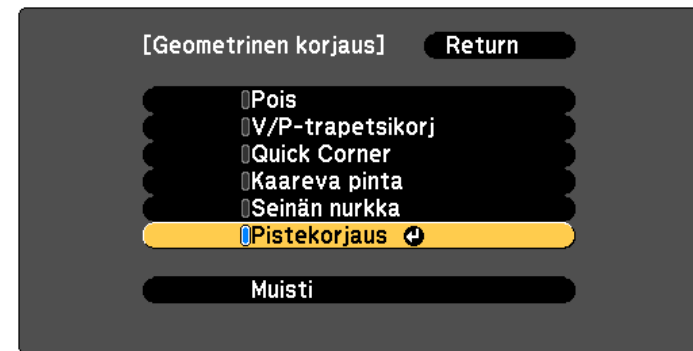 [Geometrinen korjaus] Return
Pois
V/P-trapetsikorj
Quick Corner
Kaareva pinta
Seinän nurkka
Pistekorjaus
Muisti